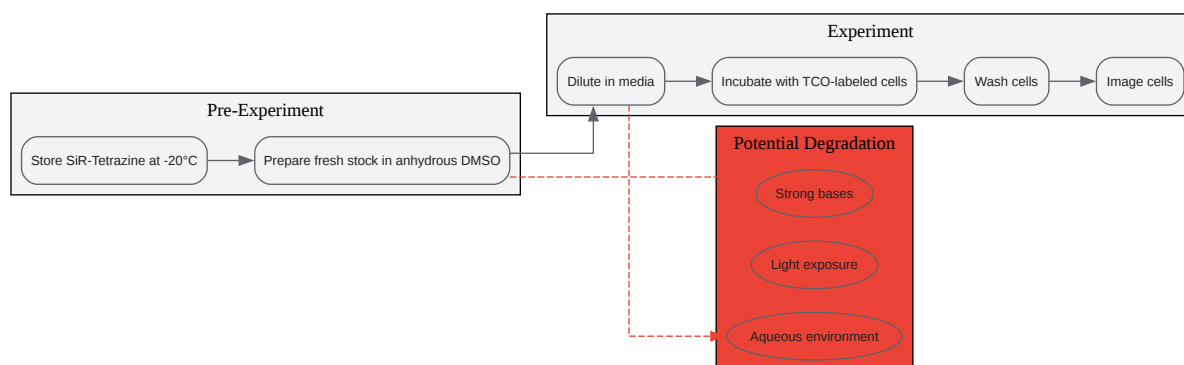 Experiment
Dilute in media
Incubate with TCO-labeled cells
Wash cells
Image cells
Pre-Experiment
Store SiR-Tetrazine at -20°C
Prepare fresh stock in anhydrous DMSO
Potential Degradation
Strong bases
Light exposure
Aqueous environment